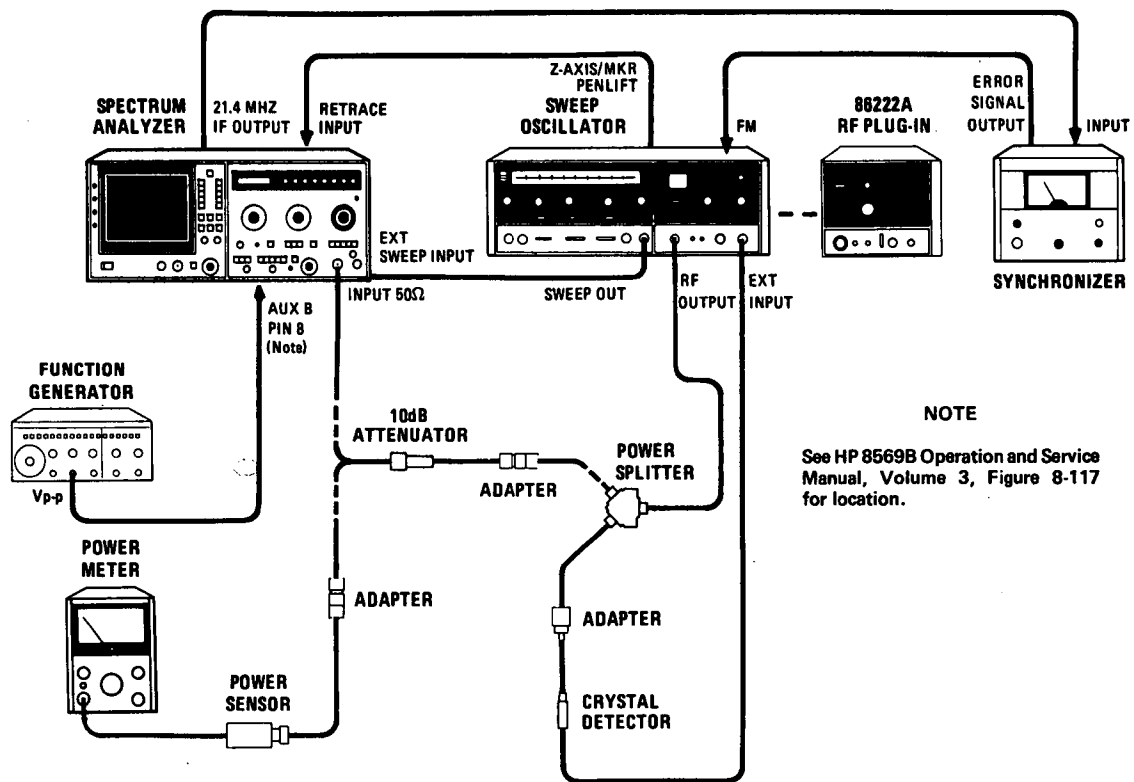 SPECTRUM
ANALYZER
21.4 MHZ
IF OUTPUT
RETRACE
INPUT
Z-AXIS/MKR
PENLIFT
SWEEP
OSCILLATOR
FM
86222A
RF PLUG-IN
ERROR
SIGNAL
OUTPUT
INPUT
EXT
SWEEP INPUT
INPUT 50Ω
SWEEP OUT
RF
OUTPUT
EXT
INPUT
SYNCHRONIZER
AUX B
PIN 8
(Note)
FUNCTION
GENERATOR
Vp-p
10dB
ATTENUATOR
ADAPTER
POWER
SPLITTER
NOTE
See HP 8569B Operation and Service
Manual, Volume 3, Figure 8-117
for location.
POWER
METER
ADAPTER
ADAPTER
POWER
SENSOR
CRYSTAL
DETECTOR